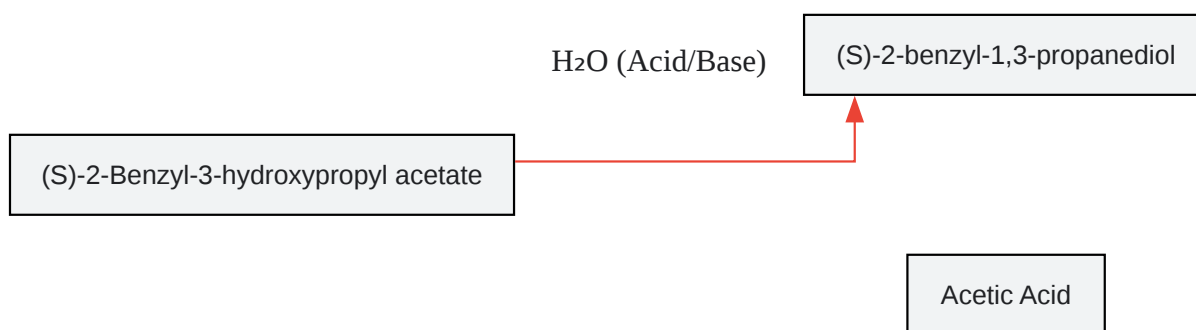 H₂O (Acid/Base)
(S)-2-benzyl-1,3-propanediol
(S)-2-Benzyl-3-hydroxypropyl acetate
Acetic Acid